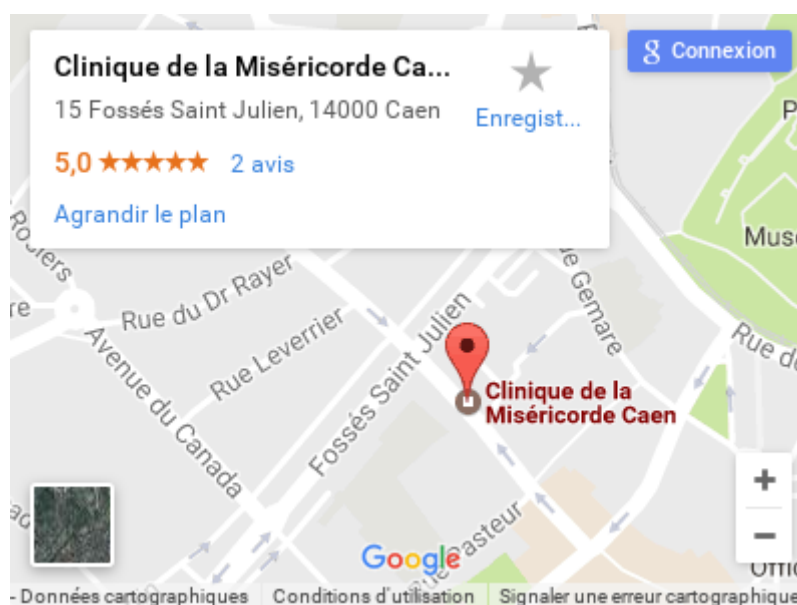 Clinique de la Miséricorde Ca...
15 Fossés Saint Julien, 14000 Caen
Enregist...
5,0 ★★★★★ 2 avis
Agrandir le plan
g Connexion
Rue du Dr Rayer
Rue Leverrier
Avenue du Canada
Fossés Saint Julien
Gemare
Rue
Clinique de la
Miséricorde Caen
+
−
Google
- Données cartographiques
Conditions d'utilisation
Signaler une erreur cartographique